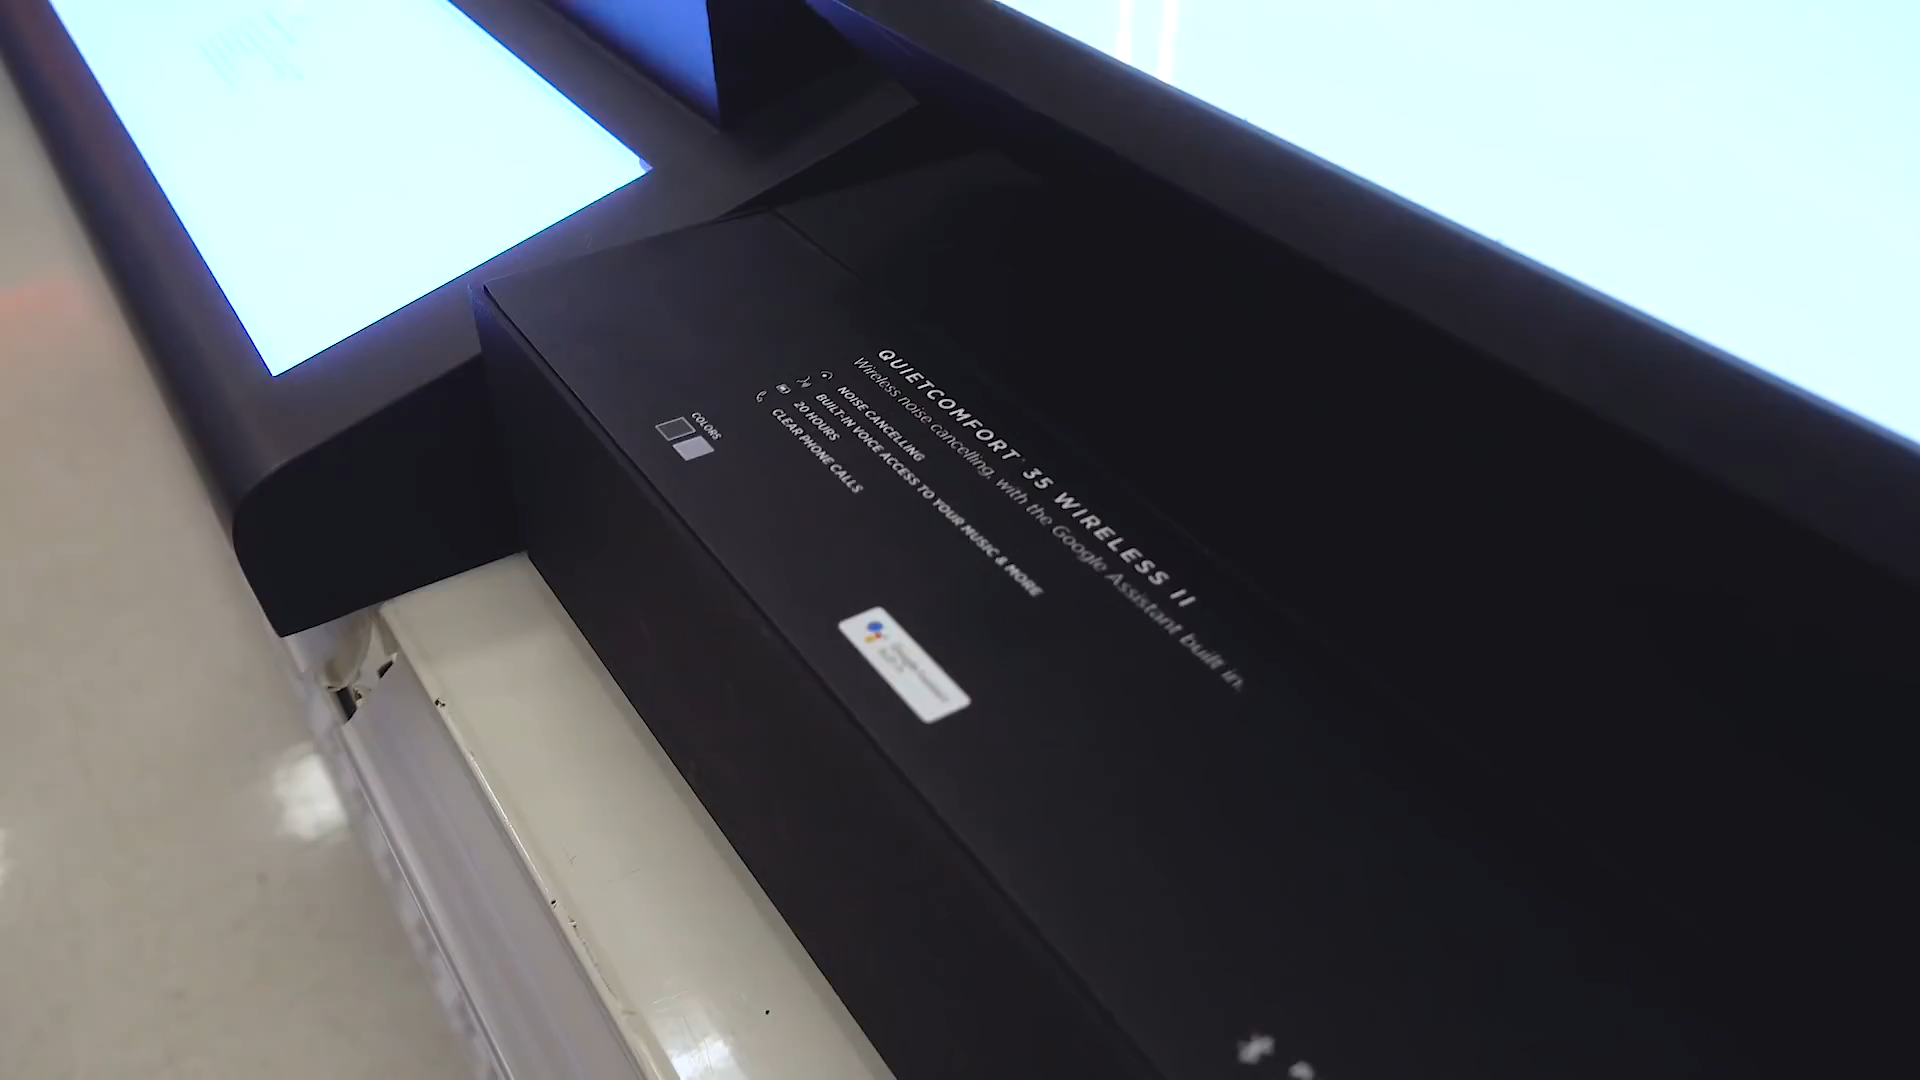 QUIETCOMFORT 35 WIRELESS II
Wireless noise cancelling, with the Google Assistant built in.
NOISE CANCELLING
BUILT-IN VOICE ACCESS TO YOUR MUSIC & MORE
20 HOURS
CLEAR PHONE CALLS
COLORS